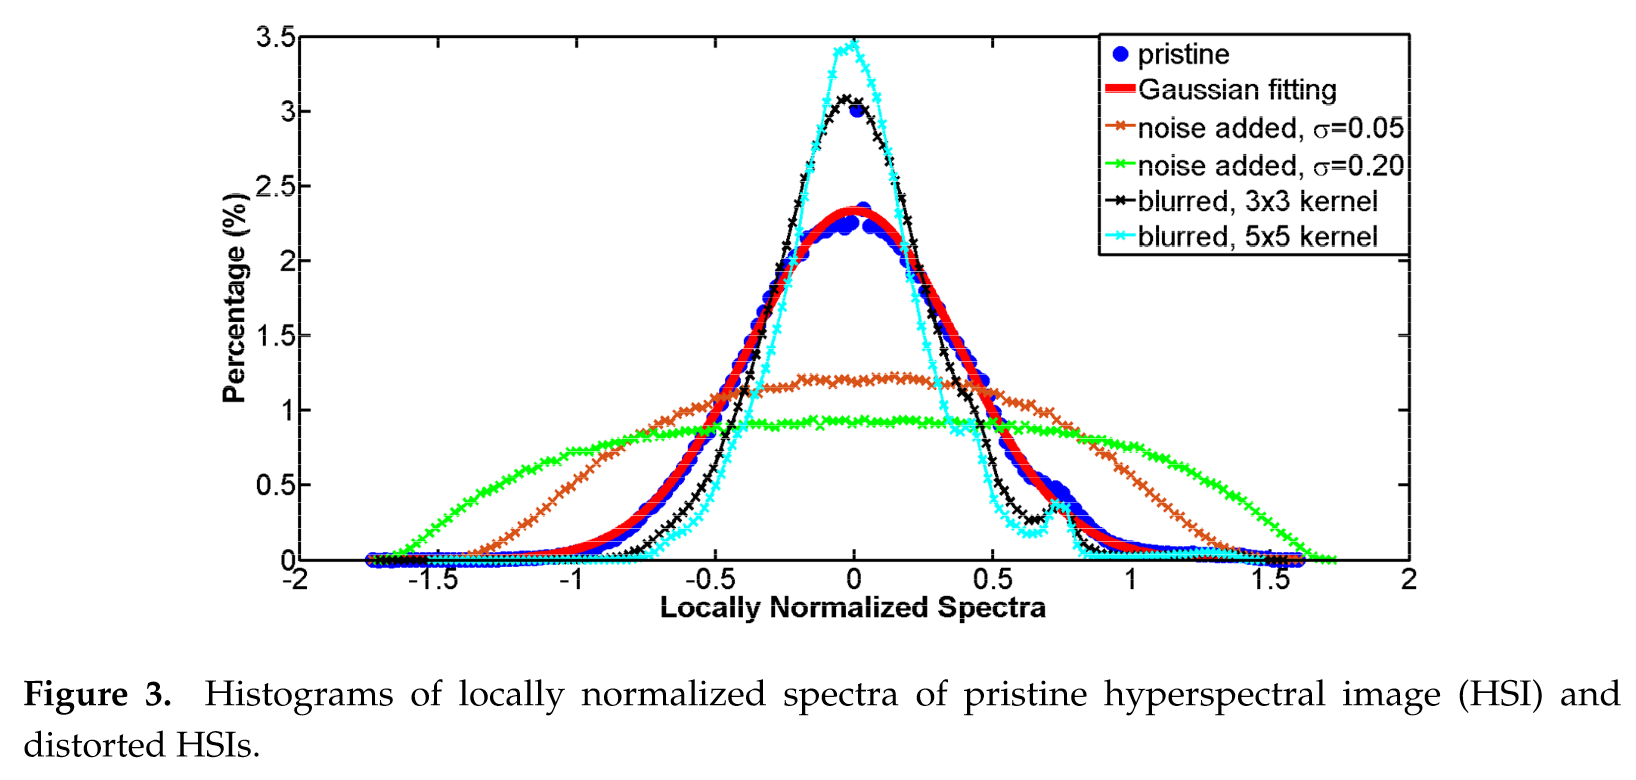 3.5
3
2.5
2
1.5
1
0.5
0
Percentage (%)
-2
-1.5
-1
-0.5
0
0.5
1
1.5
2
Locally Normalized Spectra
pristine
Gaussian fitting
noise added, σ=0.05
noise added, σ=0.20
blurred, 3x3 kernel
blurred, 5x5 kernel
Figure 3. Histograms of locally normalized spectra of pristine hyperspectral image (HSI) and
distorted HSIs.